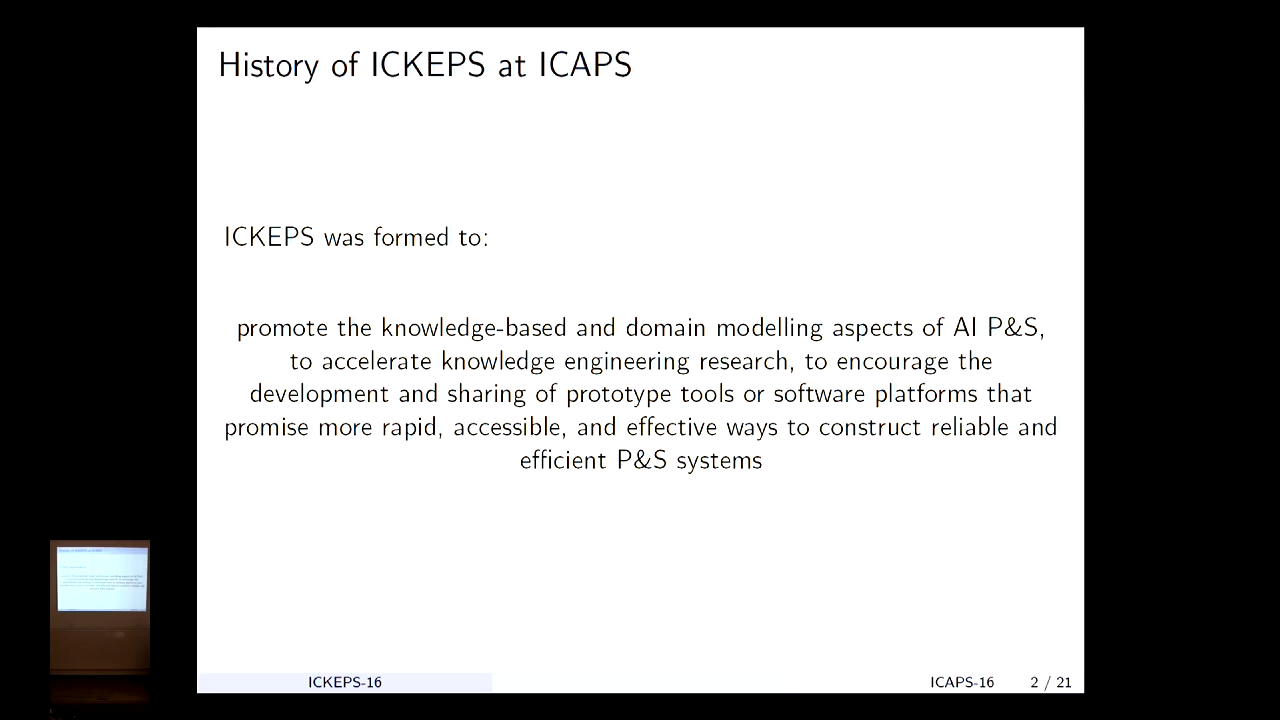 History of ICKEPS at ICAPS
ICKEPS was formed to:
promote the knowledge-based and domain modelling aspects of AI P&S,
to accelerate knowledge engineering research, to encourage the
development and sharing of prototype tools or software platforms that
promise more rapid, accessible, and effective ways to construct reliable and
efficient P&S systems
ICKEPS-16
ICAPS-16 2 / 21